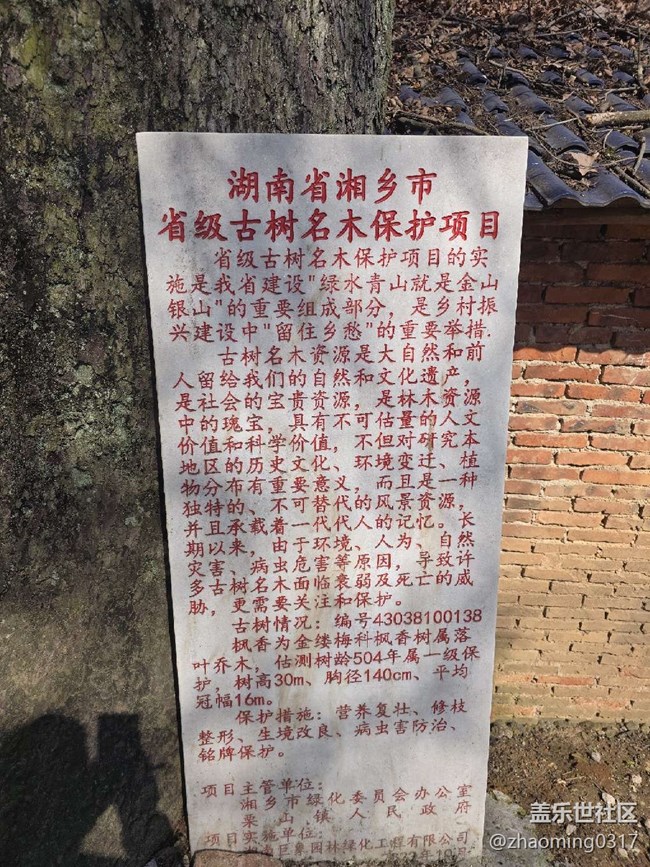 湖南省湘乡市
省级古树名木保护项目
省级古树名木保护项目的实
施是我省建设"绿水青山就是金山
银山"的重要组成部分，是乡村振
兴建设中"留住乡愁"的重要举措.
古树名木资源是大自然和前
人留给我们的自然和文化遗产，
是社会的宝贵资源，是林木资源
中的瑰宝，具有不可估量的人文
价值和科学价值，不但对研究本
地区的历史文化、环境变迁、植
物分布有重要意义，而且是一种
独特的、不可替代的风景资源，
并且承载着一代代人的记忆。长
期以来，由于环境、人为、自然
灾害、病虫危害等原因，导致许
多古树名木面临衰弱及死亡的威
胁，更需要关注和保护。
古树情况：编号43038100138
枫香为金缕梅科枫香树属落
叶乔木，估测树龄504年属一级保
护，树高30m、胸径140cm、平均
冠幅16m。
保护措施：营养复壮、修枝
整形、生境改良、病虫害防治、
铭牌保护。
项目主管单位：
湘乡市绿化委员会办公室
梁山镇人民政府
项目实施单位：
巨象园林绿化工程有限公司
盖乐世社区
@zhaoming0317